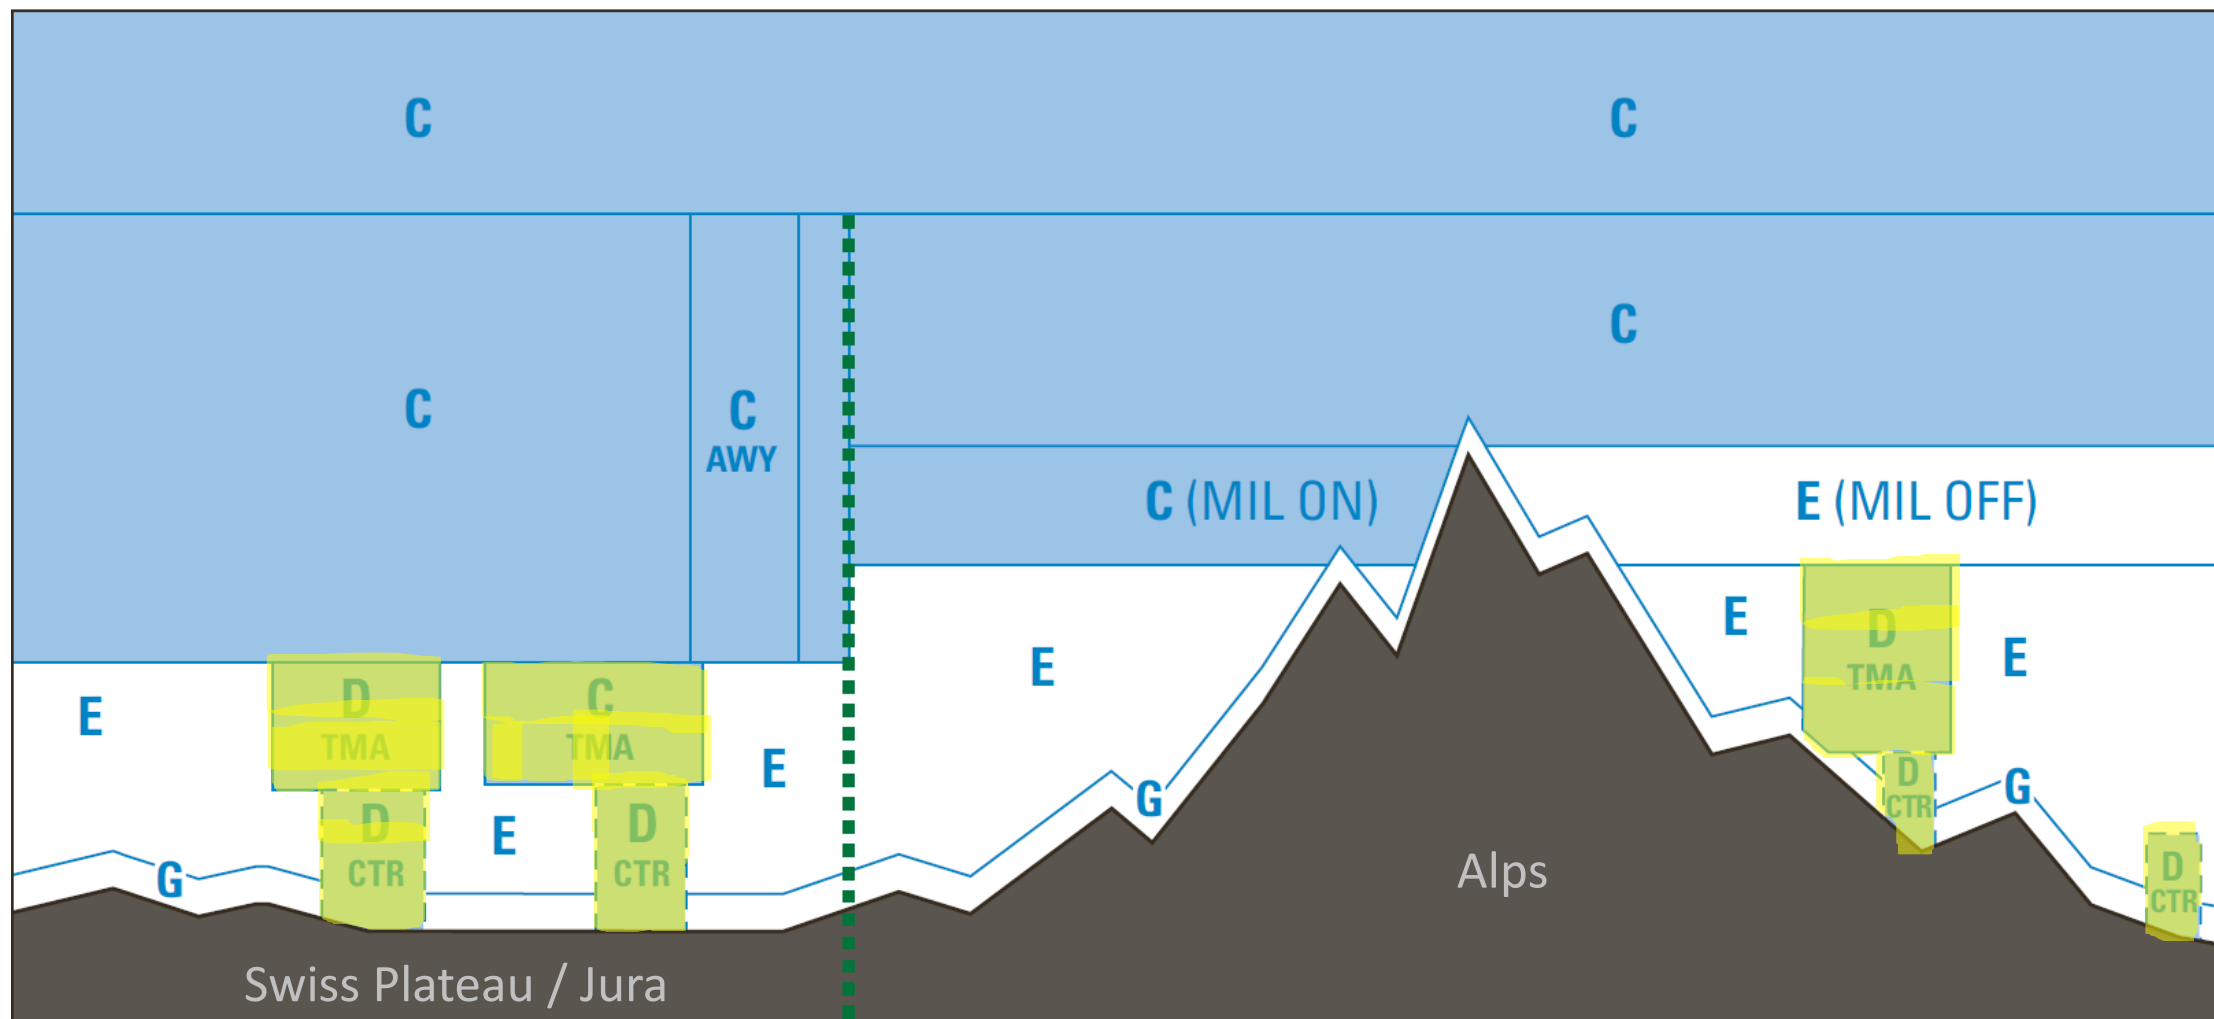 C
C
C
C
C
AWY
C (MIL ON)
E (MIL OFF)
E
E
E
E
D
TMA
C
TMA
E
D
TMA
D
CTR
E
D
CTR
G
G
D
CTR
G
D
CTR
Alps
Swiss Plateau / Jura